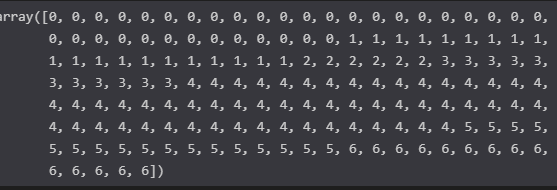 array([0, 0, 0, 0, 0, 0, 0, 0, 0, 0, 0, 0, 0, 0, 0, 0, 0, 0, 0, 0, 0, 0,
0, 0, 0, 0, 0, 0, 0, 0, 0, 0, 0, 0, 0, 1, 1, 1, 1, 1, 1, 1, 1, 1,
1, 1, 1, 1, 1, 1, 1, 1, 1, 1, 1, 2, 2, 2, 2, 2, 2, 3, 3, 3, 3, 3,
3, 3, 3, 3, 3, 3, 4, 4, 4, 4, 4, 4, 4, 4, 4, 4, 4, 4, 4, 4, 4, 4,
4, 4, 4, 4, 4, 4, 4, 4, 4, 4, 4, 4, 4, 4, 4, 4, 4, 4, 4, 4, 4, 4,
4, 4, 4, 4, 4, 4, 4, 4, 4, 4, 4, 4, 4, 4, 4, 4, 4, 4, 5, 5, 5, 5,
5, 5, 5, 5, 5, 5, 5, 5, 5, 5, 5, 5, 5, 6, 6, 6, 6, 6, 6, 6, 6, 6,
6, 6, 6, 6, 6])